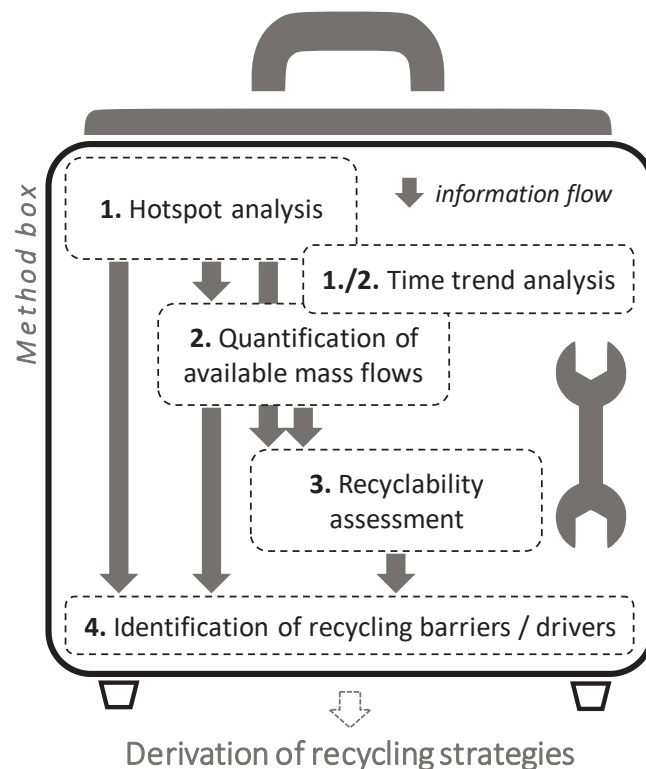 Method box
1. Hotspot analysis
information flow
1./2. Time trend analysis
2. Quantification of
available mass flows
3. Recyclability
assessment
4. Identification of recycling barriers / drivers
Derivation of recycling strategies